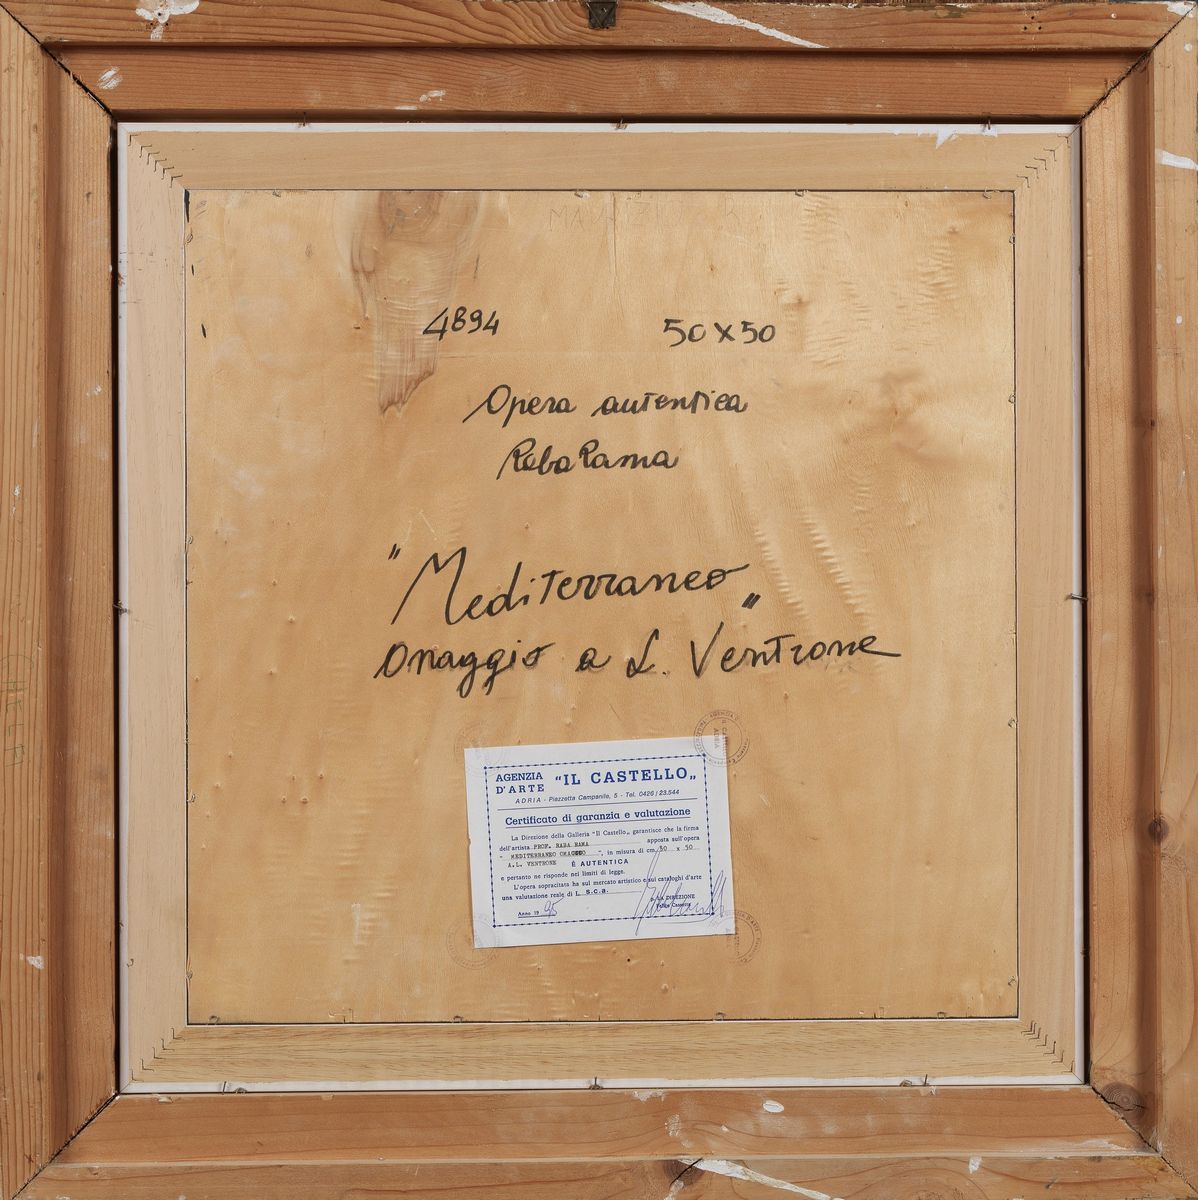 4894 50x50
Opera autentica
RabaRama
"Mediterraneo"
Omaggio a L. Ventrone
AGENZIA D'ARTE "IL CASTELLO„
ADRIA - Piazzetta Campanile, 5 - Tel. 0426 / 23.544
Certificato di garanzia e valutazione
La Direzione della Galleria "Il Castello„ garantisce che la firma
dell'artista PROF. RABA RAMA apposta sull'opera
" MEDITERRANEO OMAGGIO ", in misura di cm. 50 x 50
A.L. VENTRONE È AUTENTICA
e pertanto ne risponde nei limiti di legge.
L'opera sopracitata ha sul mercato artistico e sui cataloghi d'arte
una valutazione reale di L. s.c.a.
p. LA DIREZIONE
Anno 19 95